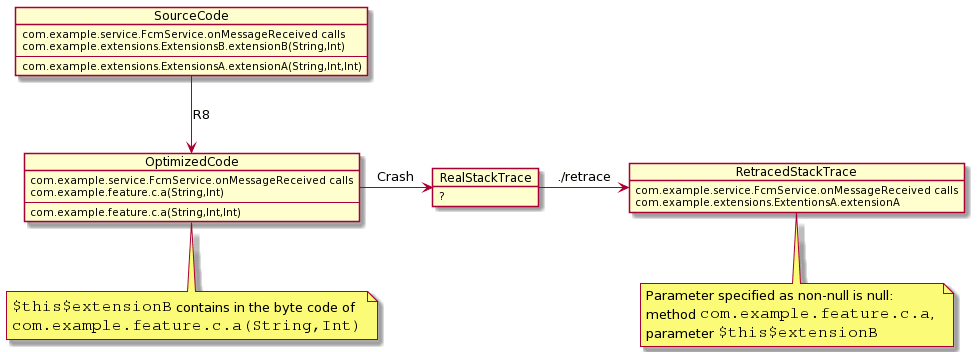 SourceCode
com.example.service.FcmService.onMessageReceived calls
com.example.extensions.ExtensionsB.extensionB(String,Int)
com.example.extensions.ExtensionsA.extensionA(String,Int,Int)
R8
OptimizedCode
com.example.service.FcmService.onMessageReceived calls
com.example.feature.c.a(String,Int)
com.example.feature.c.a(String,Int,Int)
Crash
RealStackTrace
?
./retrace
RetracedStackTrace
com.example.service.FcmService.onMessageReceived calls
com.example.extensions.ExtentionsA.extensionA
$this$extensionB contains in the byte code of
com.example.feature.c.a(String,Int)
Parameter specified as non-null is null:
method com.example.feature.c.a,
parameter $this$extensionB